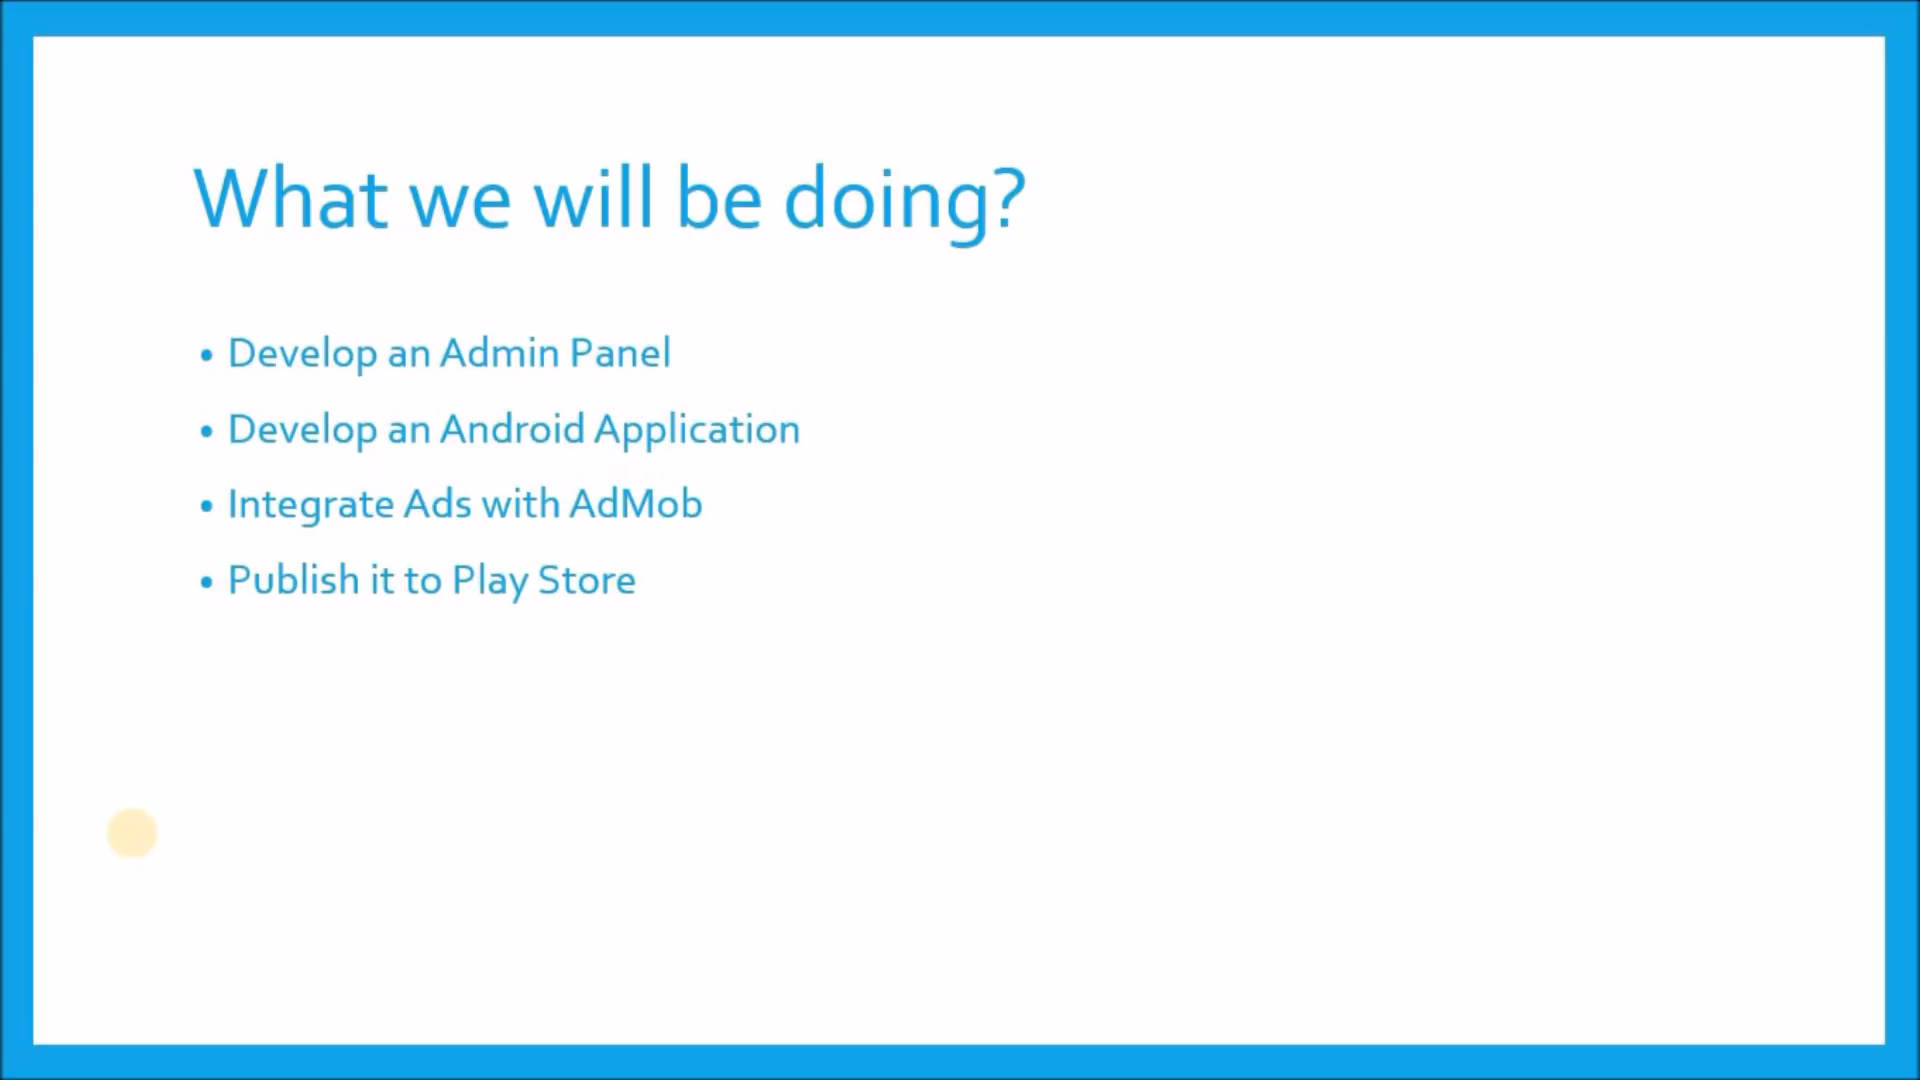 What we will be doing?
• Develop an Admin Panel
• Develop an Android Application
• Integrate Ads with AdMob
• Publish it to Play Store